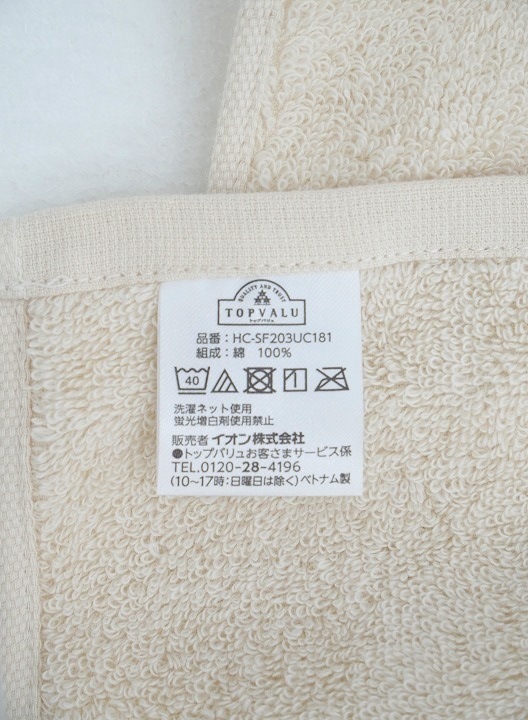 QUALITY AND TRUST
TOPVALU
トップバリュ
品番：HC-SF203UC181
組成：綿 100%
40
洗濯ネット使用
蛍光増白剤使用禁止
販売者 イオン株式会社
●トップバリュお客さまサービス係
TEL.0120-28-4196
(10〜17時：日曜日は除く)ベトナム製